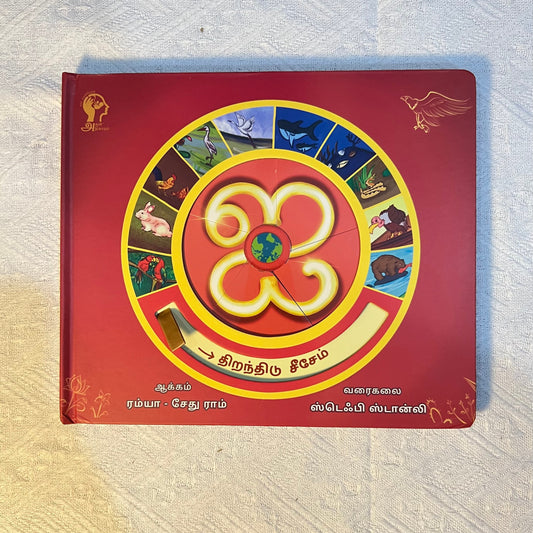 ஐ
→ திறந்திடு சீசேம்
ஆக்கம்
ரம்யா - சேது ராம்
வரைகலை
ஸ்டெஃபி ஸ்டான்லி